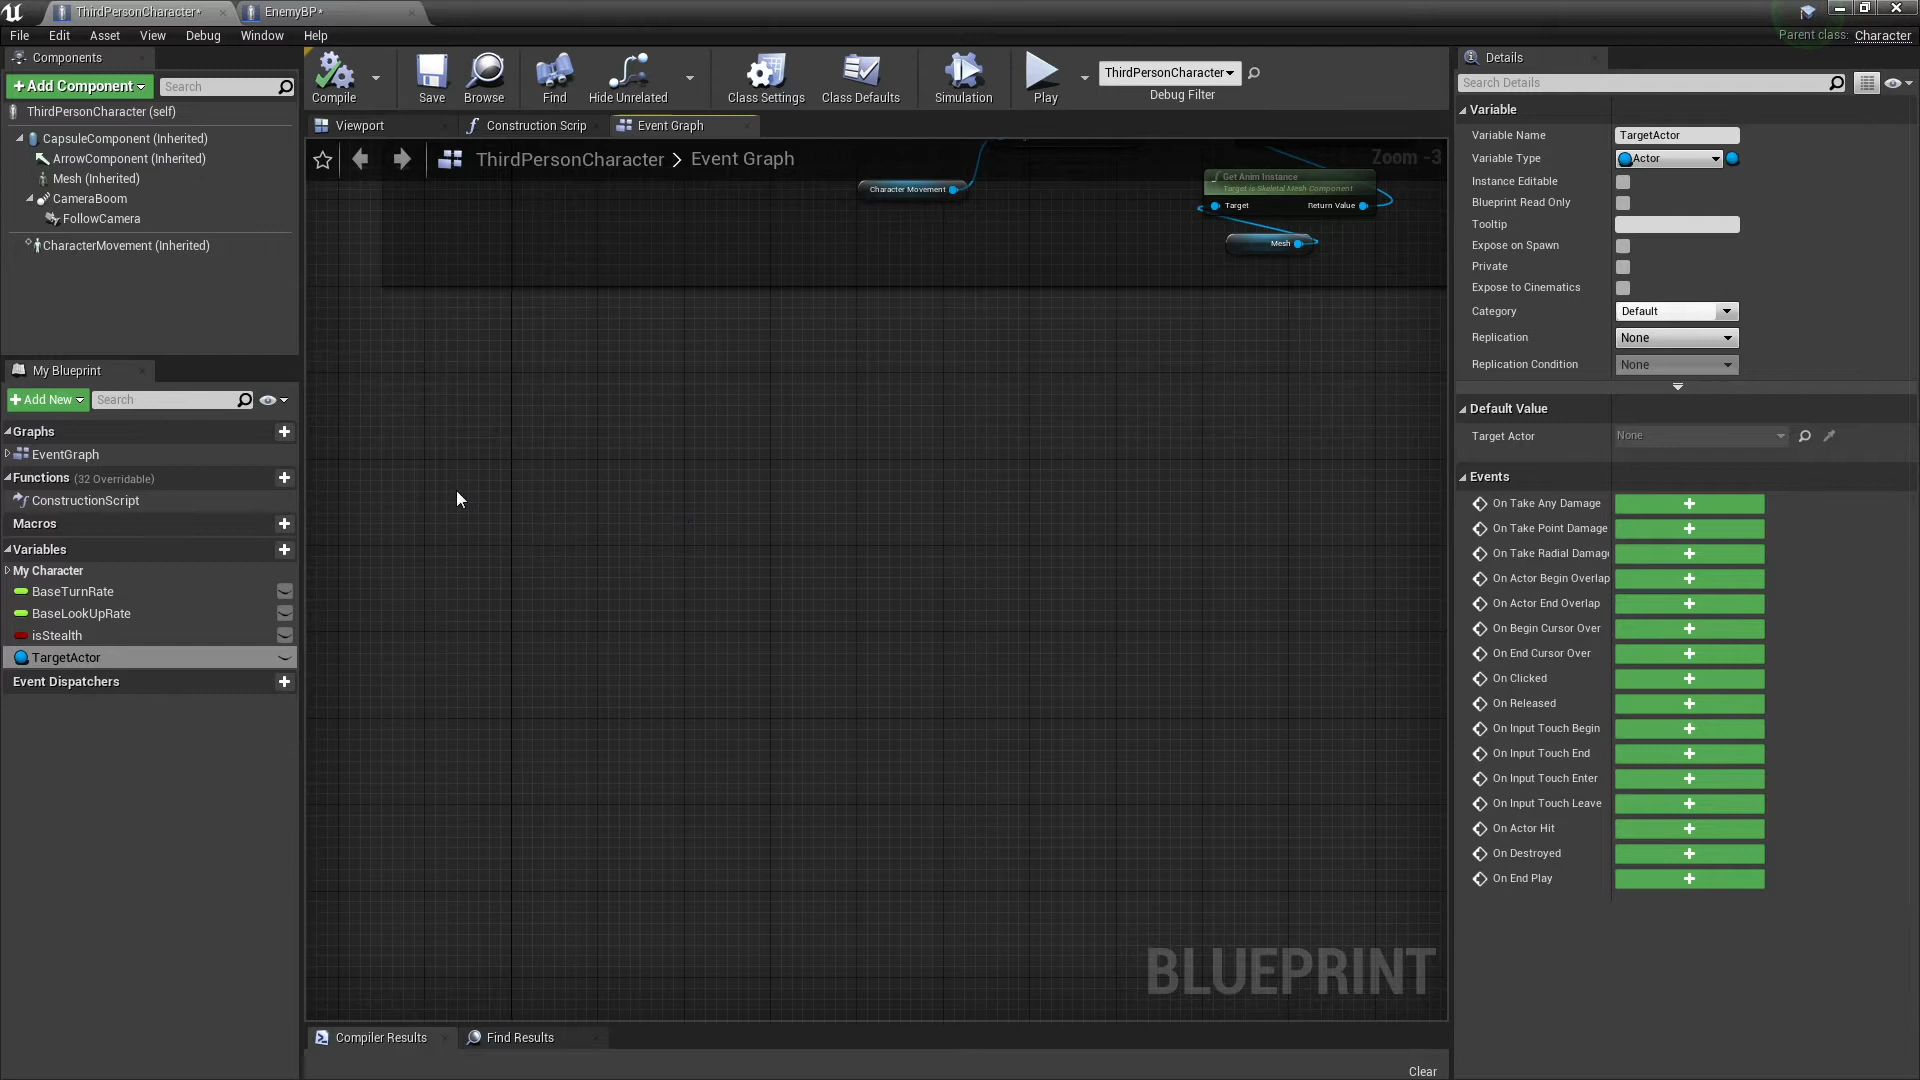 ThirdPersonCharacter*
EnemyBP*
File Edit Asset View Debug Window Help
Parent class: Character
Components
+ Add Component
Search
ThirdPersonCharacter (self)
CapsuleComponent (Inherited)
ArrowComponent (Inherited)
Mesh (Inherited)
CameraBoom
FollowCamera
CharacterMovement (Inherited)
My Blueprint
+ Add New
Search
Graphs
EventGraph
Functions (32 Overridable)
ConstructionScript
Macros
Variables
My Character
BaseTurnRate
BaseLookUpRate
isStealth
TargetActor
Event Dispatchers
Compile
Save
Browse
Find
Hide Unrelated
Class Settings
Class Defaults
Simulation
Play
ThirdPersonCharacter
Debug Filter
Viewport
Construction Scrip
Event Graph
ThirdPersonCharacter > Event Graph
Zoom -3
Character Movement
Get Anim Instance
Target is Skeletal Mesh Component
Target
Return Value
Mesh
BLUEPRINT
Compiler Results
Find Results
Clear
Details
Search Details
Variable
Variable Name TargetActor
Variable Type Actor
Instance Editable
Blueprint Read Only
Tooltip
Expose on Spawn
Private
Expose to Cinematics
Category Default
Replication None
Replication Condition None
Default Value
Target Actor None
Events
On Take Any Damage
On Take Point Damage
On Take Radial Damag
On Actor Begin Overlap
On Actor End Overlap
On Begin Cursor Over
On End Cursor Over
On Clicked
On Released
On Input Touch Begin
On Input Touch End
On Input Touch Enter
On Input Touch Leave
On Actor Hit
On Destroyed
On End Play